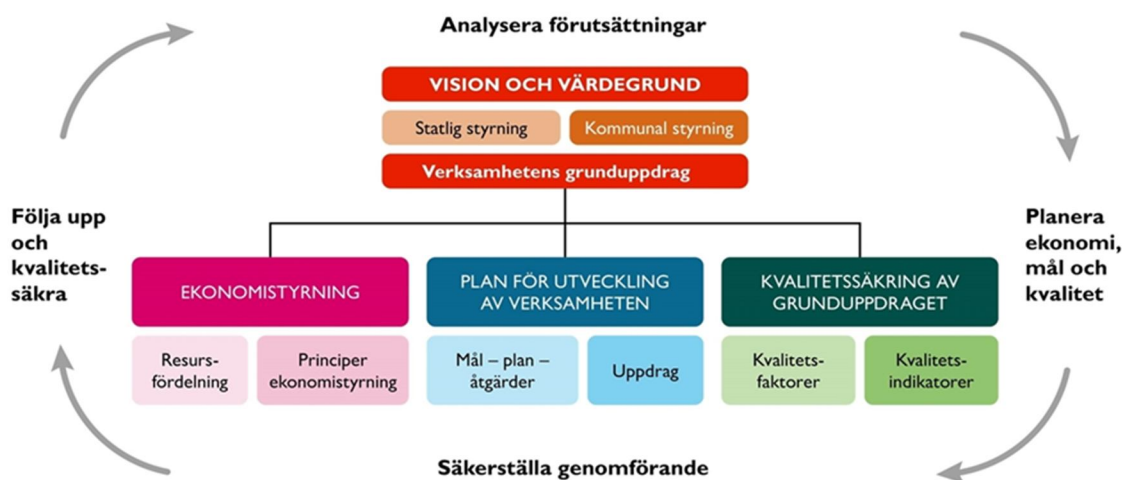 Analysera förutsättningar
VISION OCH VÄRDEGRUND
Statlig styrning
Kommunal styrning
Verksamhetens grunduppdrag
Följa upp
och
kvalitets-
säkra
Planera
ekonomi,
mål och
kvalitet
EKONOMISTYRNING
PLAN FÖR UTVECKLING
AV VERKSAMHETEN
KVALITETSSÄKRING AV
GRUNDUPPDRAGET
Resurs-
fördelning
Principer
ekonomistyrning
Mål – plan –
åtgärder
Uppdrag
Kvalitets-
faktorer
Kvalitets-
indikatorer
Säkerställa genomförande